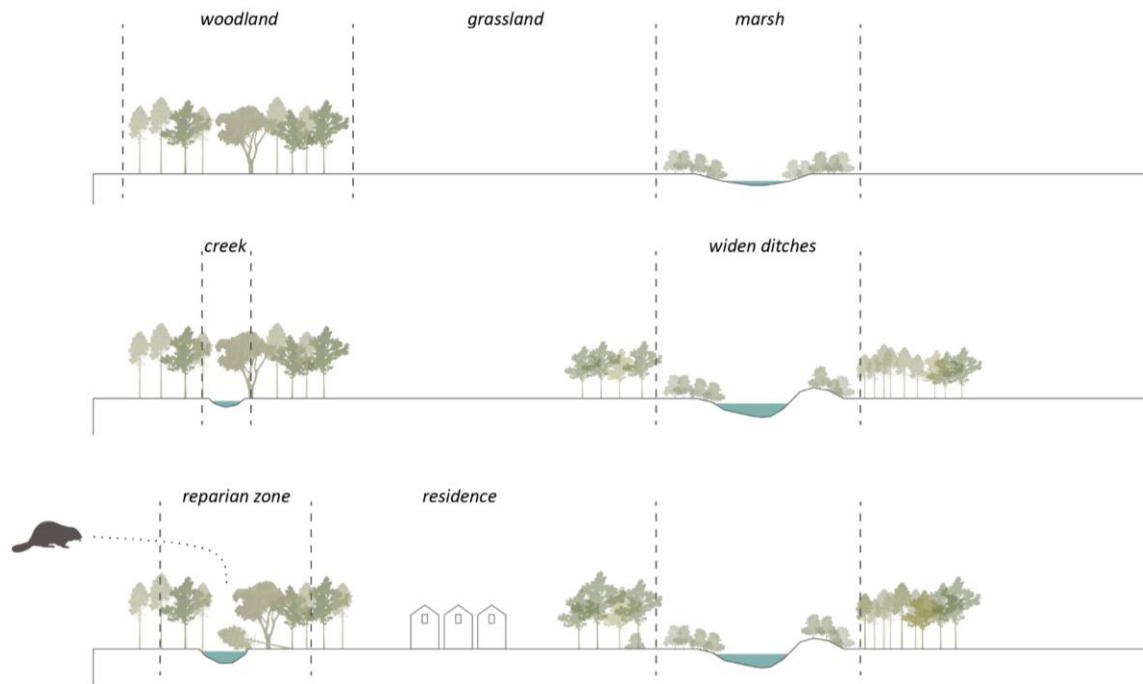 woodland
grassland
marsh
creek
widen ditches
reparian zone
residence